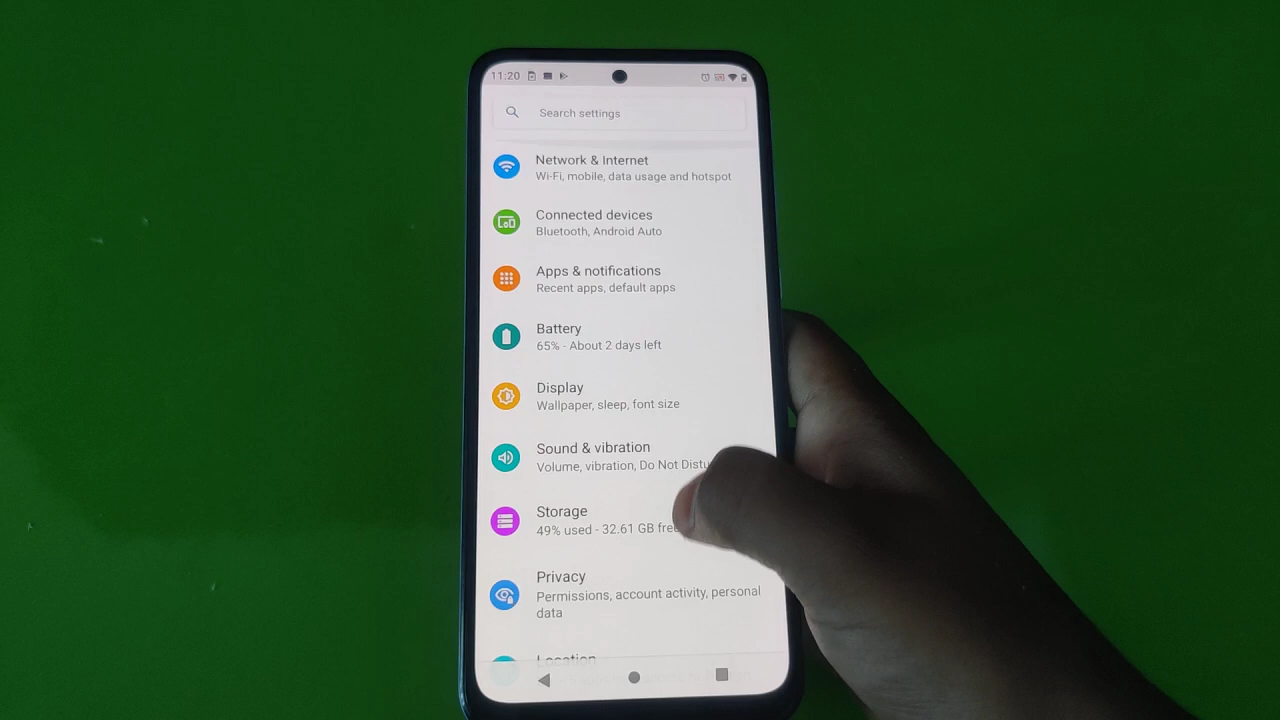 11:20
Search settings
Network & Internet
Wi-Fi, mobile, data usage and hotspot
Connected devices
Bluetooth, Android Auto
Apps & notifications
Recent apps, default apps
Battery
65% - About 2 days left
Display
Wallpaper, sleep, font size
Sound & vibration
Volume, vibration, Do Not Distu
Storage
49% used - 32.61 GB free
Privacy
Permissions, account activity, personal
data
Location